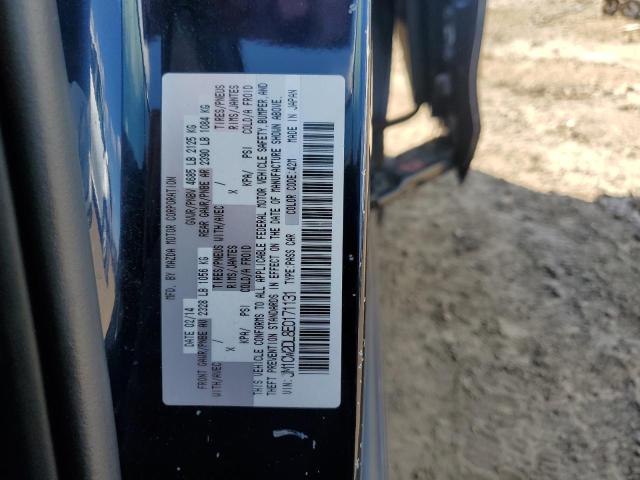 MFD. BY MAZDA MOTOR CORPORATION
DATE 02/14 GVWR/PNBV 4685 LB 2125 KG
FRONT GAWR/PNBE AV 2328 LB 1056 KG REAR GAWR/PNBE AR 2390 LB 1084 KG
WITH/AVEC / TIRES/PNEUS WITH/AVEC / TIRES/PNEUS
X RIMS/JANTES X RIMS/JANTES
KPA/ PSI COLD/A FROID KPA/ PSI COLD/A FROID
THIS VEHICLE CONFORMS TO ALL APPLICABLE FEDERAL MOTOR VEHICLE SAFETY, BUMPER, AND
THEFT PREVENTION STANDARDS IN EFFECT ON THE DATE OF MANUFACTURE SHOWN ABOVE.
VIN: JM1CW2DL8E0171131 TYPE:PASS CAR COLOR CODE:42M MADE IN JAPAN